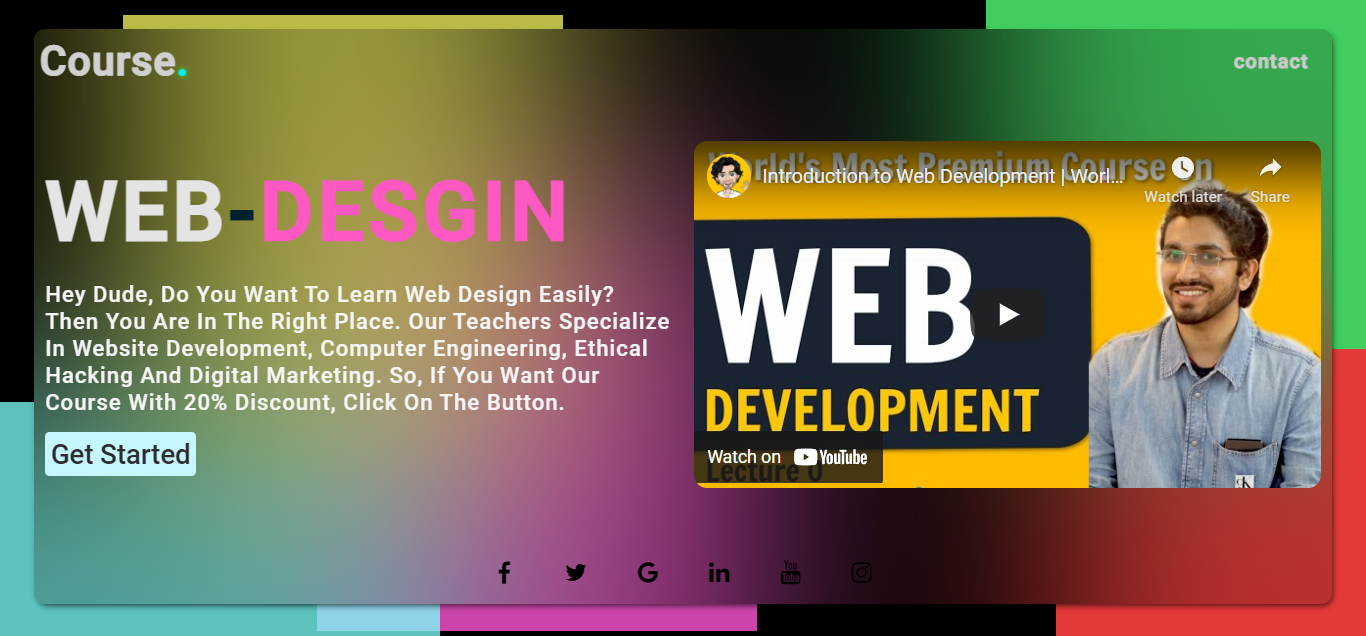 Course.
contact
WEB-DESGIN
Hey Dude, Do You Want To Learn Web Design Easily?
Then You Are In The Right Place. Our Teachers Specialize
In Website Development, Computer Engineering, Ethical
Hacking And Digital Marketing. So, If You Want Our
Course With 20% Discount, Click On The Button.
Get Started
World's Most Premium Course on
Introduction to Web Development | Worl...
Watch later
Share
WEB
DEVELOPMENT
Watch on YouTube
Lecture 0
CK
You
Tube